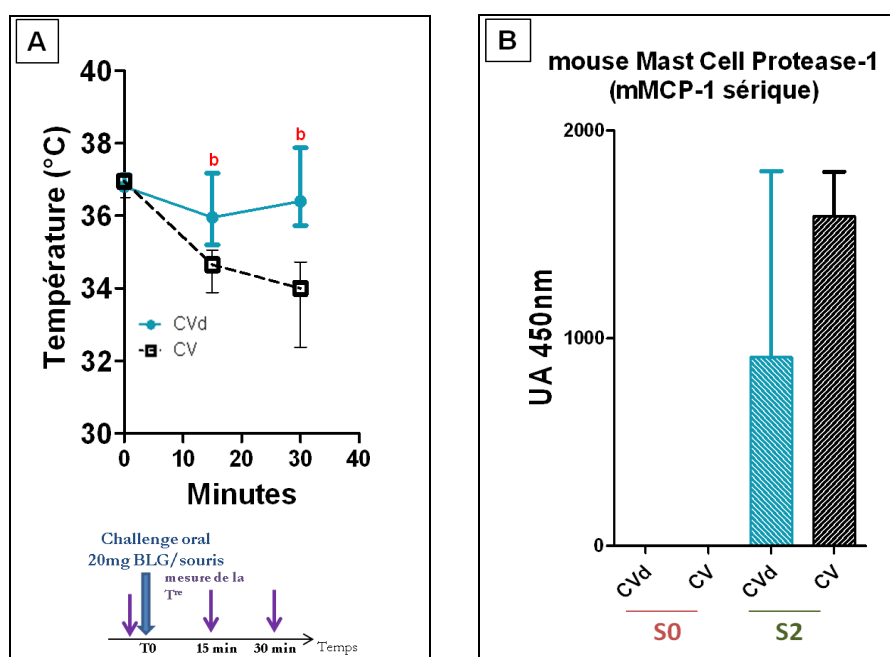 A
40
38
36
34
32
30
Température (°C)
b
b
CVd
CV
0
10
20
30
40
Minutes
Challenge oral
20mg BLG/souris
mesure de la
Tʳᵉ
T0
15 min
30 min
Temps
B
mouse Mast Cell Protease-1
(mMCP-1 sérique)
2000
1000
0
UA 450nm
CVd
CV
CVd
CV
S0
S2